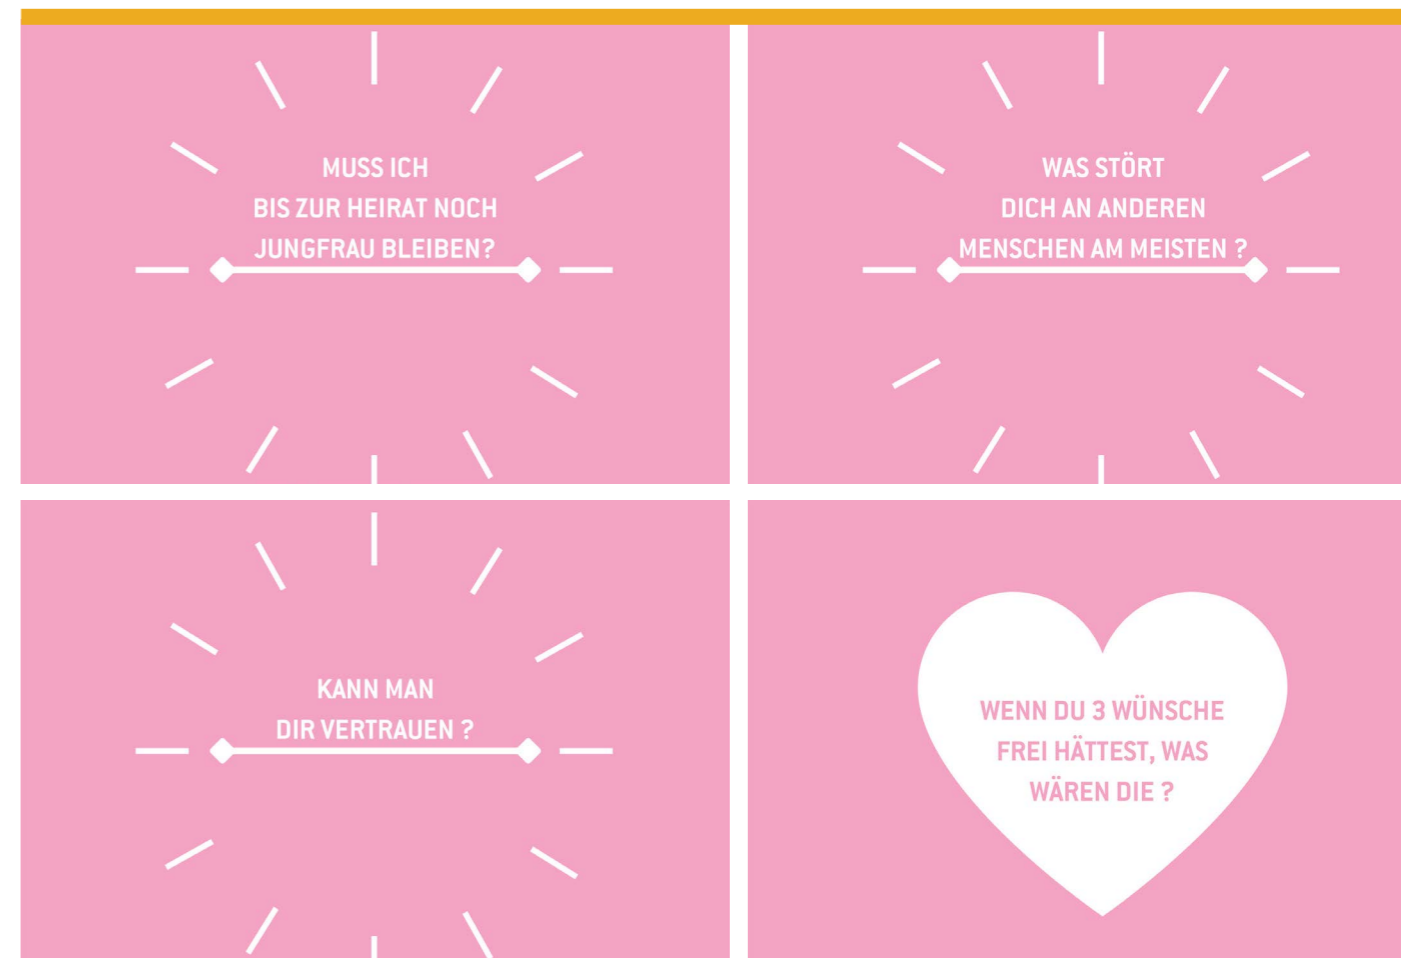 MUSS ICH
BIS ZUR HEIRAT NOCH
JUNGFRAU BLEIBEN?
WAS STÖRT
DICH AN ANDEREN
MENSCHEN AM MEISTEN ?
KANN MAN
DIR VERTRAUEN ?
WENN DU 3 WÜNSCHE
FREI HÄTTEST, WAS
WÄREN DIE ?